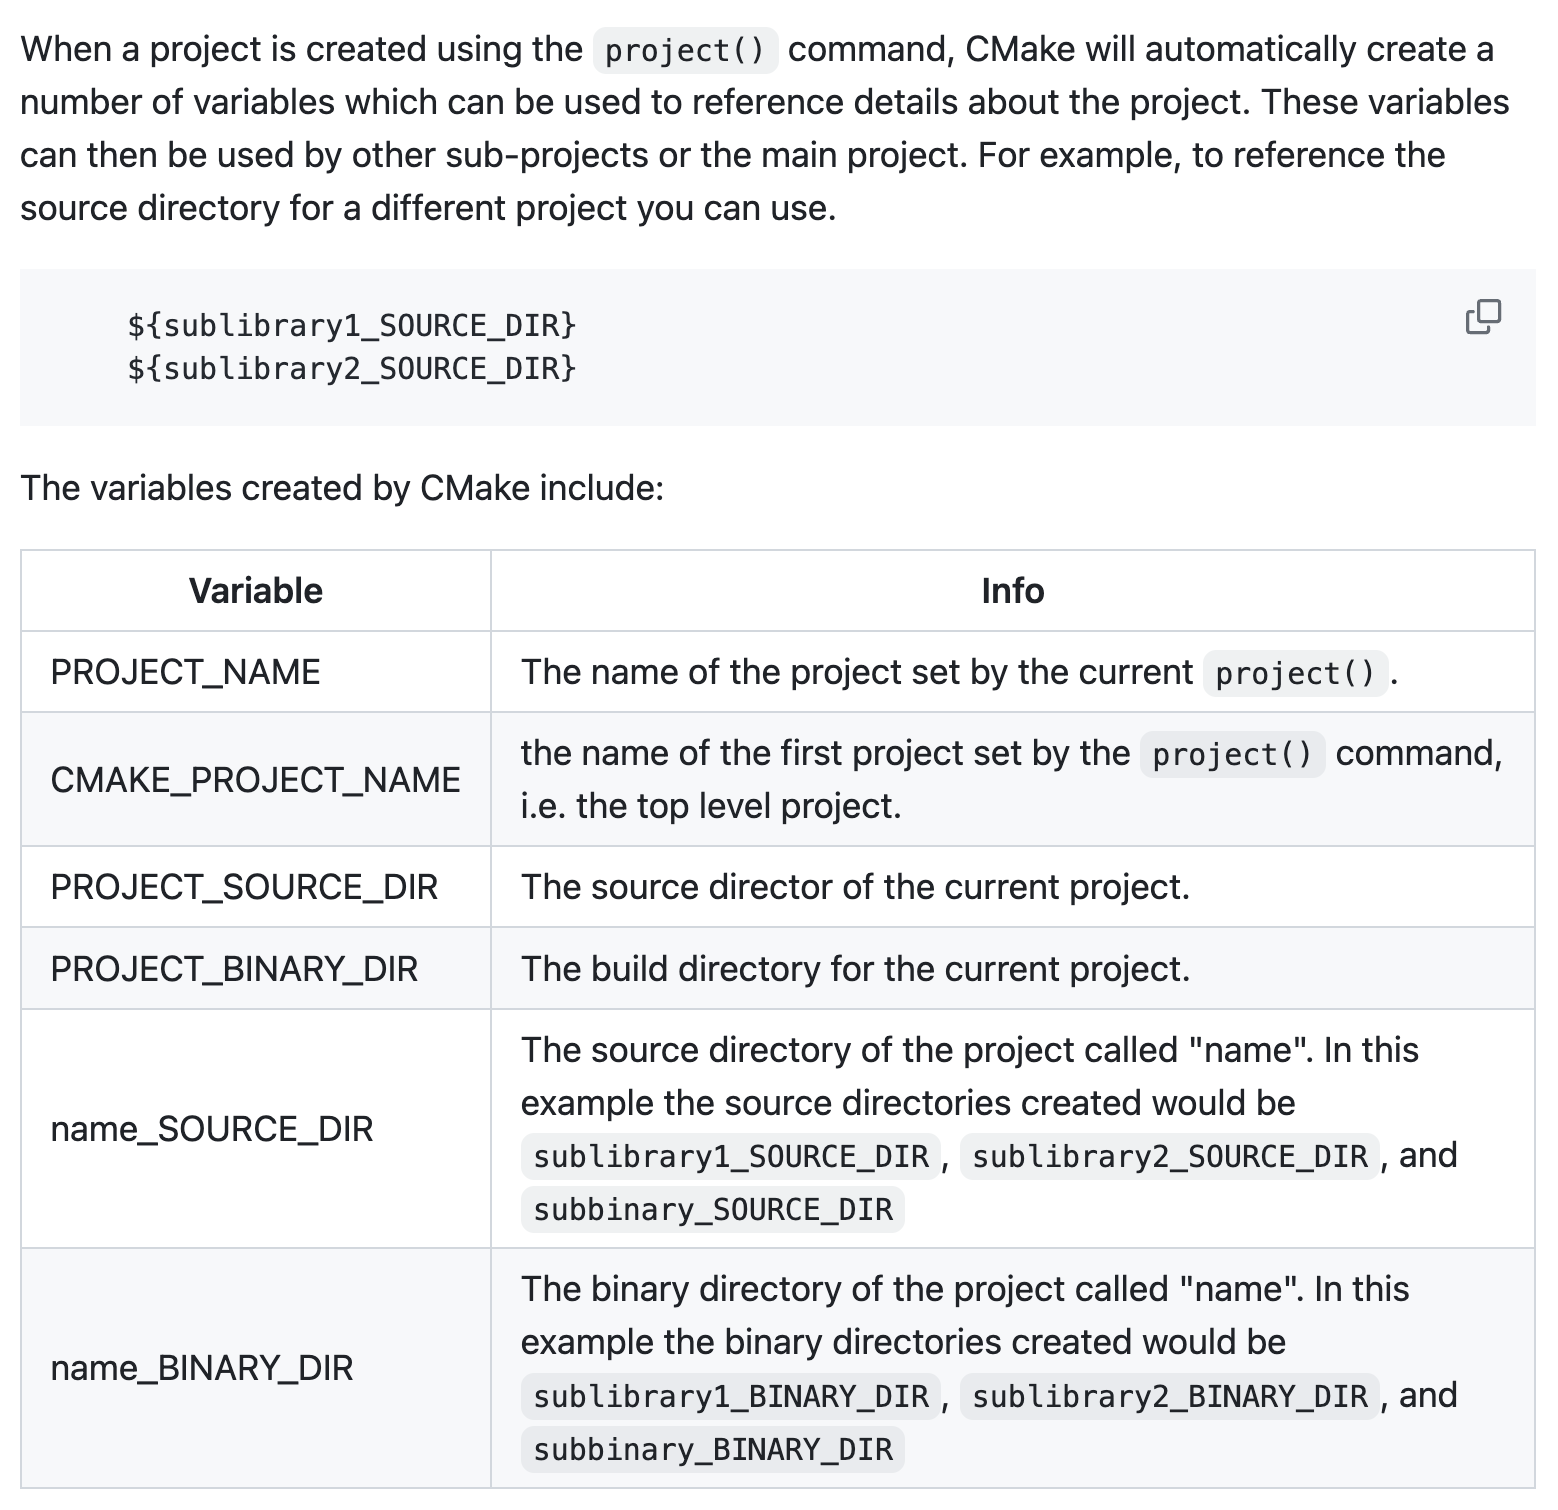 When a project is created using the project() command, CMake will automatically create a
number of variables which can be used to reference details about the project. These variables
can then be used by other sub-projects or the main project. For example, to reference the
source directory for a different project you can use.
${sublibrary1_SOURCE_DIR}
${sublibrary2_SOURCE_DIR}
The variables created by CMake include:
Variable Info
PROJECT_NAME The name of the project set by the current project().
CMAKE_PROJECT_NAME the name of the first project set by the project() command,
i.e. the top level project.
PROJECT_SOURCE_DIR The source director of the current project.
PROJECT_BINARY_DIR The build directory for the current project.
name_SOURCE_DIR The source directory of the project called "name". In this
example the source directories created would be
sublibrary1_SOURCE_DIR, sublibrary2_SOURCE_DIR, and
subbinary_SOURCE_DIR
name_BINARY_DIR The binary directory of the project called "name". In this
example the binary directories created would be
sublibrary1_BINARY_DIR, sublibrary2_BINARY_DIR, and
subbinary_BINARY_DIR